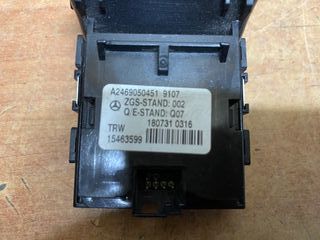 A2469050451 9107
ZGS-STAND: 002
Q/E-STAND: Q07
180731 0316
TRW
15463599